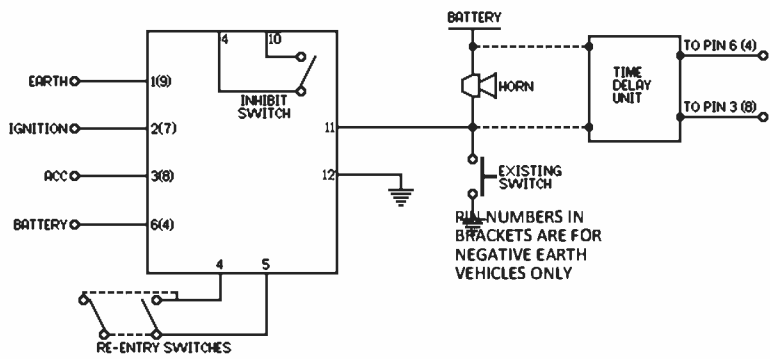 BATTERY
4
10
TO PIN 6 (4)
TIME
DELAY
UNIT
HORN
EARTH
1(9)
INHIBIT
SWITCH
TO PIN 3 (8)
IGNITION
2(7)
11
ACC
3(8)
12
EXISTING
SWITCH
BATTERY
6(4)
PIN NUMBERS IN
BRACKETS ARE FOR
NEGATIVE EARTH
VEHICLES ONLY
4
5
RE-ENTRY SWITCHES